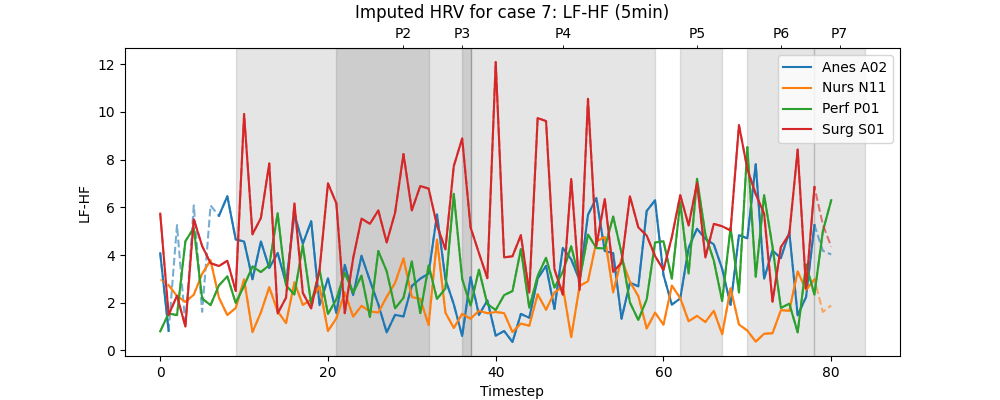 Imputed HRV for case 7: LF-HF (5min)
P2 P3 P4 P5 P6 P7
12
10
8
6
4
2
0
LF-HF
Anes A02
Nurs N11
Perf P01
Surg S01
0 20 40 60 80
Timestep